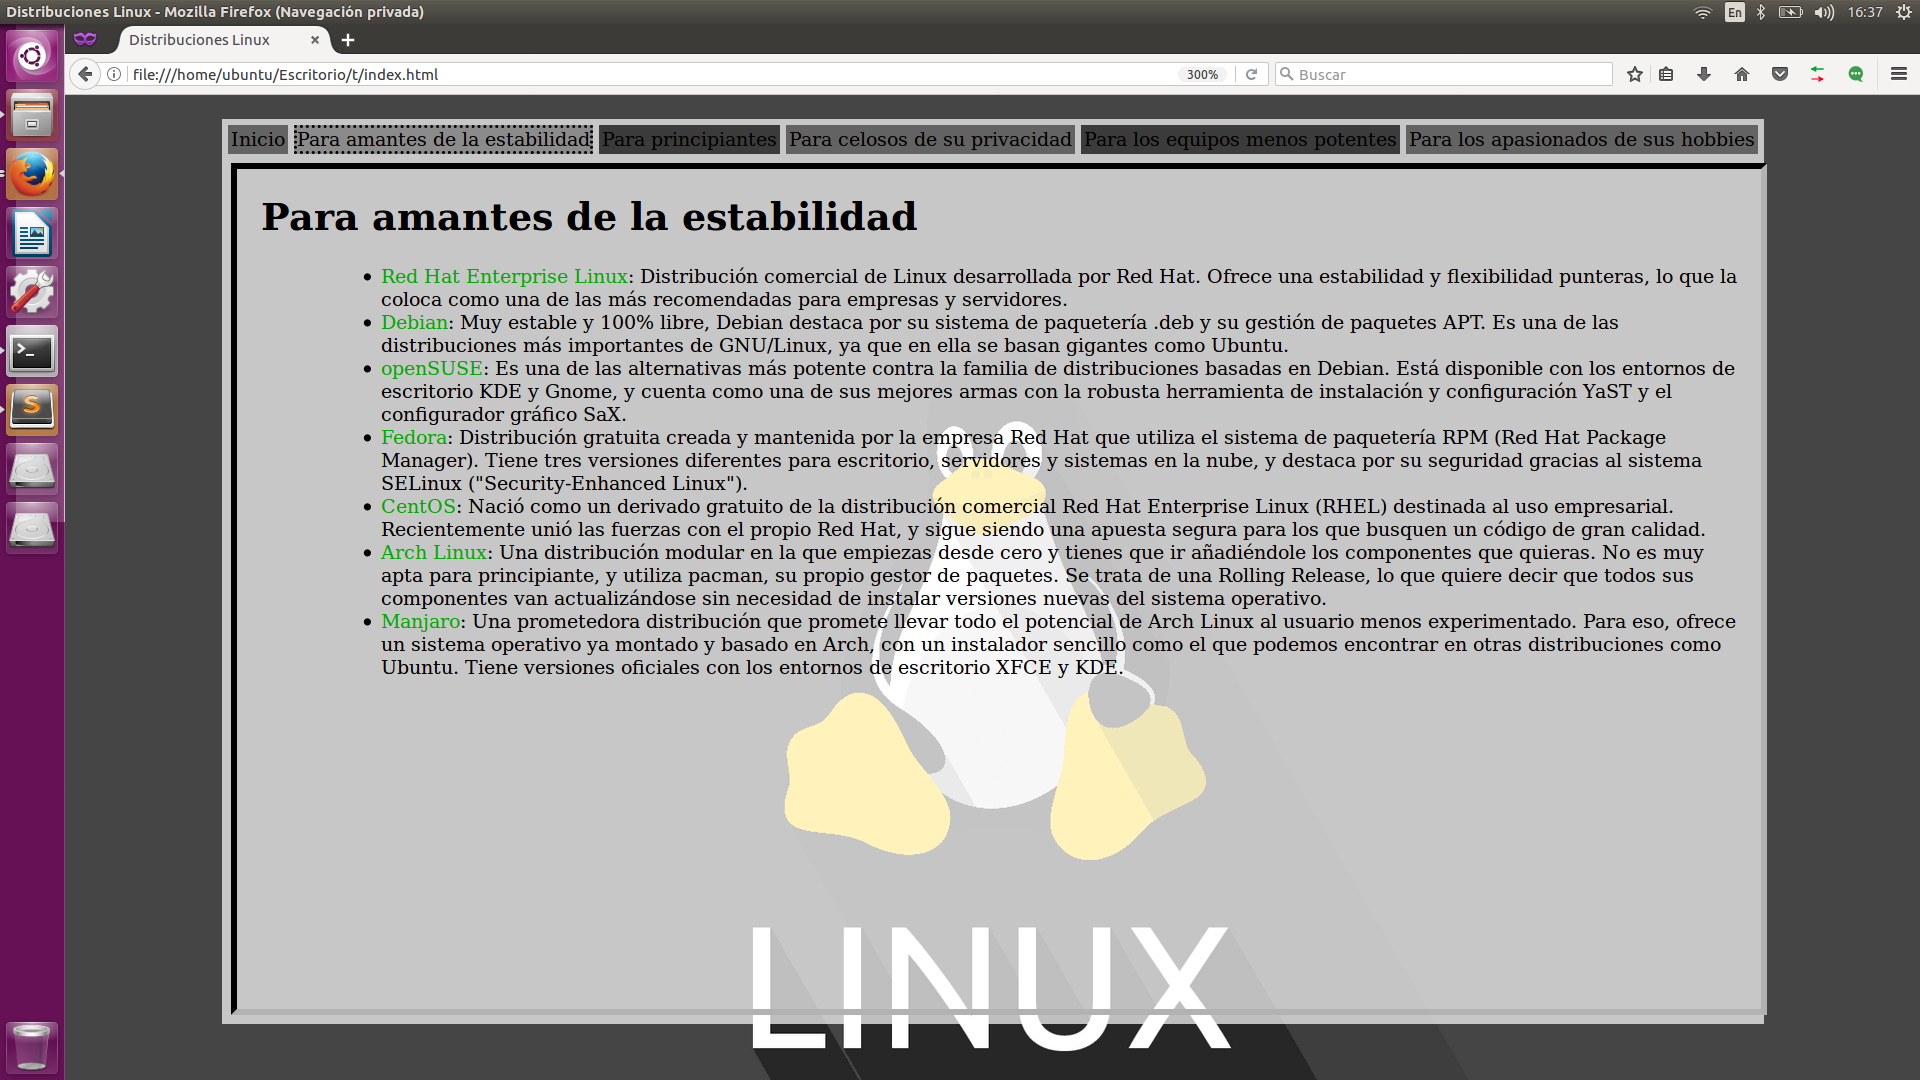 Distribuciones Linux - Mozilla Firefox (Navegación privada)
En
16:37
Distribuciones Linux
file:///home/ubuntu/Escritorio/t/index.html
300%
Buscar
Inicio
Para amantes de la estabilidad
Para principiantes
Para celosos de su privacidad
Para los equipos menos potentes
Para los apasionados de sus hobbies
Para amantes de la estabilidad
Red Hat Enterprise Linux: Distribución comercial de Linux desarrollada por Red Hat. Ofrece una estabilidad y flexibilidad punteras, lo que la
coloca como una de las más recomendadas para empresas y servidores.
Debian: Muy estable y 100% libre, Debian destaca por su sistema de paquetería .deb y su gestión de paquetes APT. Es una de las
distribuciones más importantes de GNU/Linux, ya que en ella se basan gigantes como Ubuntu.
openSUSE: Es una de las alternativas más potente contra la familia de distribuciones basadas en Debian. Está disponible con los entornos de
escritorio KDE y Gnome, y cuenta como una de sus mejores armas con la robusta herramienta de instalación y configuración YaST y el
configurador gráfico SaX.
Fedora: Distribución gratuita creada y mantenida por la empresa Red Hat que utiliza el sistema de paquetería RPM (Red Hat Package
Manager). Tiene tres versiones diferentes para escritorio, servidores y sistemas en la nube, y destaca por su seguridad gracias al sistema
SELinux ("Security-Enhanced Linux").
CentOS: Nació como un derivado gratuito de la distribución comercial Red Hat Enterprise Linux (RHEL) destinada al uso empresarial.
Recientemente unió las fuerzas con el propio Red Hat, y sigue siendo una apuesta segura para los que busquen un código de gran calidad.
Arch Linux: Una distribución modular en la que empiezas desde cero y tienes que ir añadiéndole los componentes que quieras. No es muy
apta para principiante, y utiliza pacman, su propio gestor de paquetes. Se trata de una Rolling Release, lo que quiere decir que todos sus
componentes van actualizándose sin necesidad de instalar versiones nuevas del sistema operativo.
Manjaro: Una prometedora distribución que promete llevar todo el potencial de Arch Linux al usuario menos experimentado. Para eso, ofrece
un sistema operativo ya montado y basado en Arch, con un instalador sencillo como el que podemos encontrar en otras distribuciones como
Ubuntu. Tiene versiones oficiales con los entornos de escritorio XFCE y KDE.
LINUX